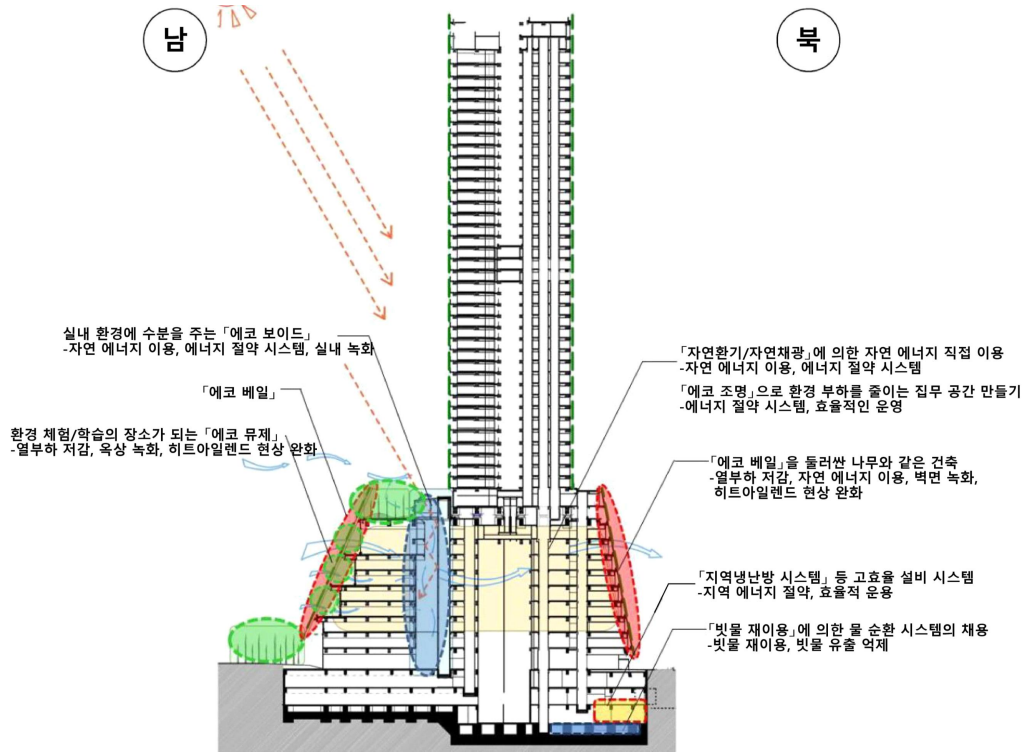 남
북
실내 환경에 수분을 주는 「에코 보이드」
-자연 에너지 이용, 에너지 절약 시스템, 실내 녹화
「에코 베일」
환경 체험/학습의 장소가 되는 「에코 뮤제」
-열부하 저감, 옥상 녹화, 히트아일렌드 현상 완화
「자연환기/자연채광」에 의한 자연 에너지 직접 이용
-자연 에너지 이용, 에너지 절약 시스템
「에코 조명」으로 환경 부하를 줄이는 집무 공간 만들기
-에너지 절약 시스템, 효율적인 운영
「에코 베일」을 둘러싼 나무와 같은 건축
-열부하 저감, 자연 에너지 이용, 벽면 녹화,
히트아일렌드 현상 완화
「지역냉난방 시스템」 등 고효율 설비 시스템
-지역 에너지 절약, 효율적 운용
「빗물 재이용」에 의한 물 순환 시스템의 채용
-빗물 재이용, 빗물 유출 억제